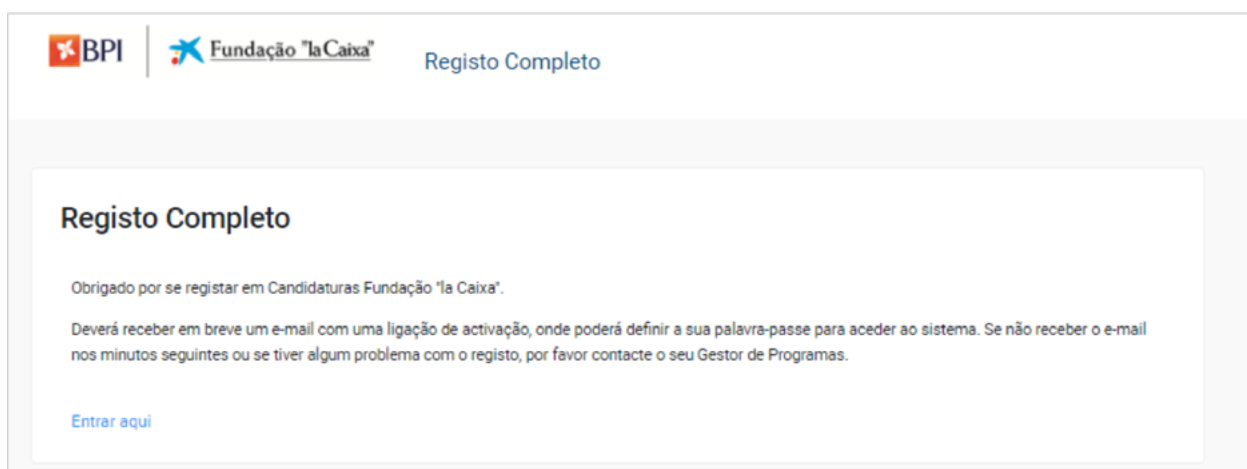 BPI
Fundação "la Caixa"
Registo Completo
Registo Completo
Obrigado por se registar em Candidaturas Fundação "la Caixa".
Deverá receber em breve um e-mail com uma ligação de activação, onde poderá definir a sua palavra-passe para aceder ao sistema. Se não receber o e-mail
nos minutos seguintes ou se tiver algum problema com o registo, por favor contacte o seu Gestor de Programas.
Entrar aqui